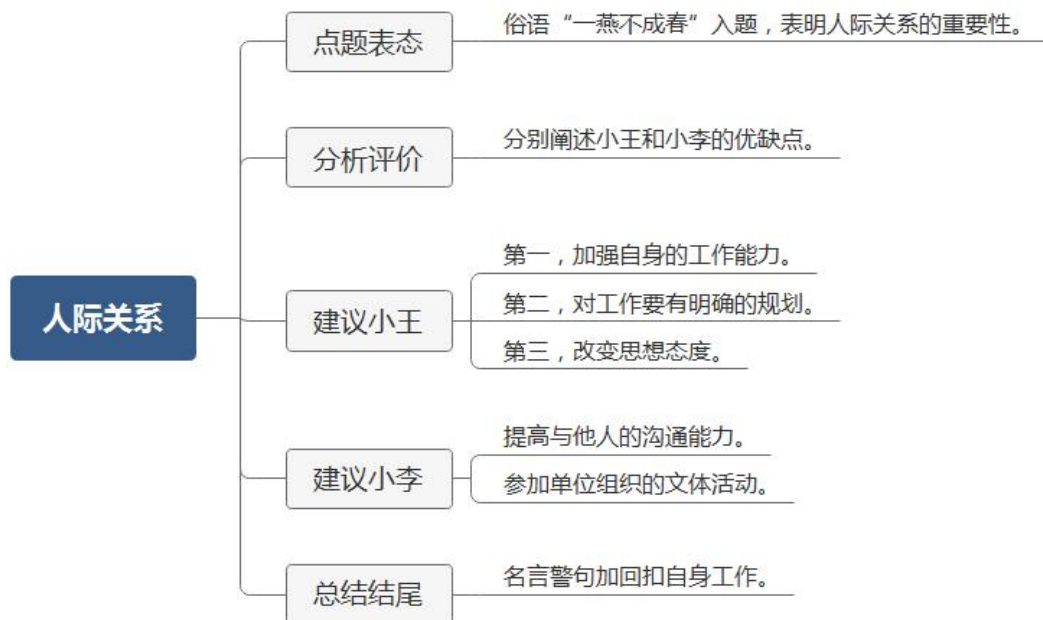 点题表态
俗语“一燕不成春”入题，表明人际关系的重要性。
分析评价
分别阐述小王和小李的优缺点。
人际关系
建议小王
第一，加强自身的工作能力。
第二，对工作要有明确的规划。
第三，改变思想态度。
建议小李
提高与他人的沟通能力。
参加单位组织的文体活动。
总结结尾
名言警句加回扣自身工作。